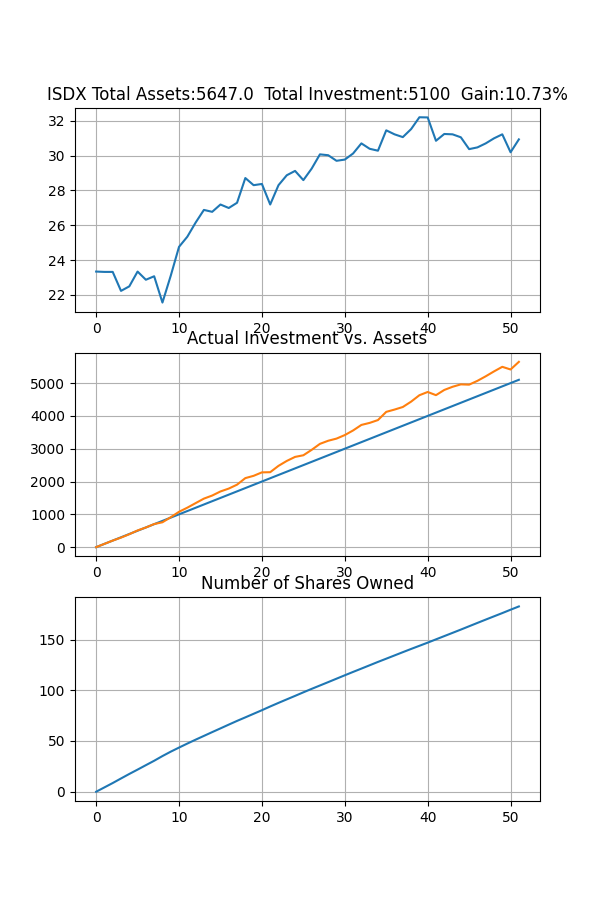 ISDX Total Assets:5647.0  Total Investment:5100  Gain:10.73%
32
30
28
26
24
22
0 10 20 30 40 50
Actual Investment vs. Assets
5000
4000
3000
2000
1000
0
0 10 20 30 40 50
Number of Shares Owned
150
100
50
0
0 10 20 30 40 50